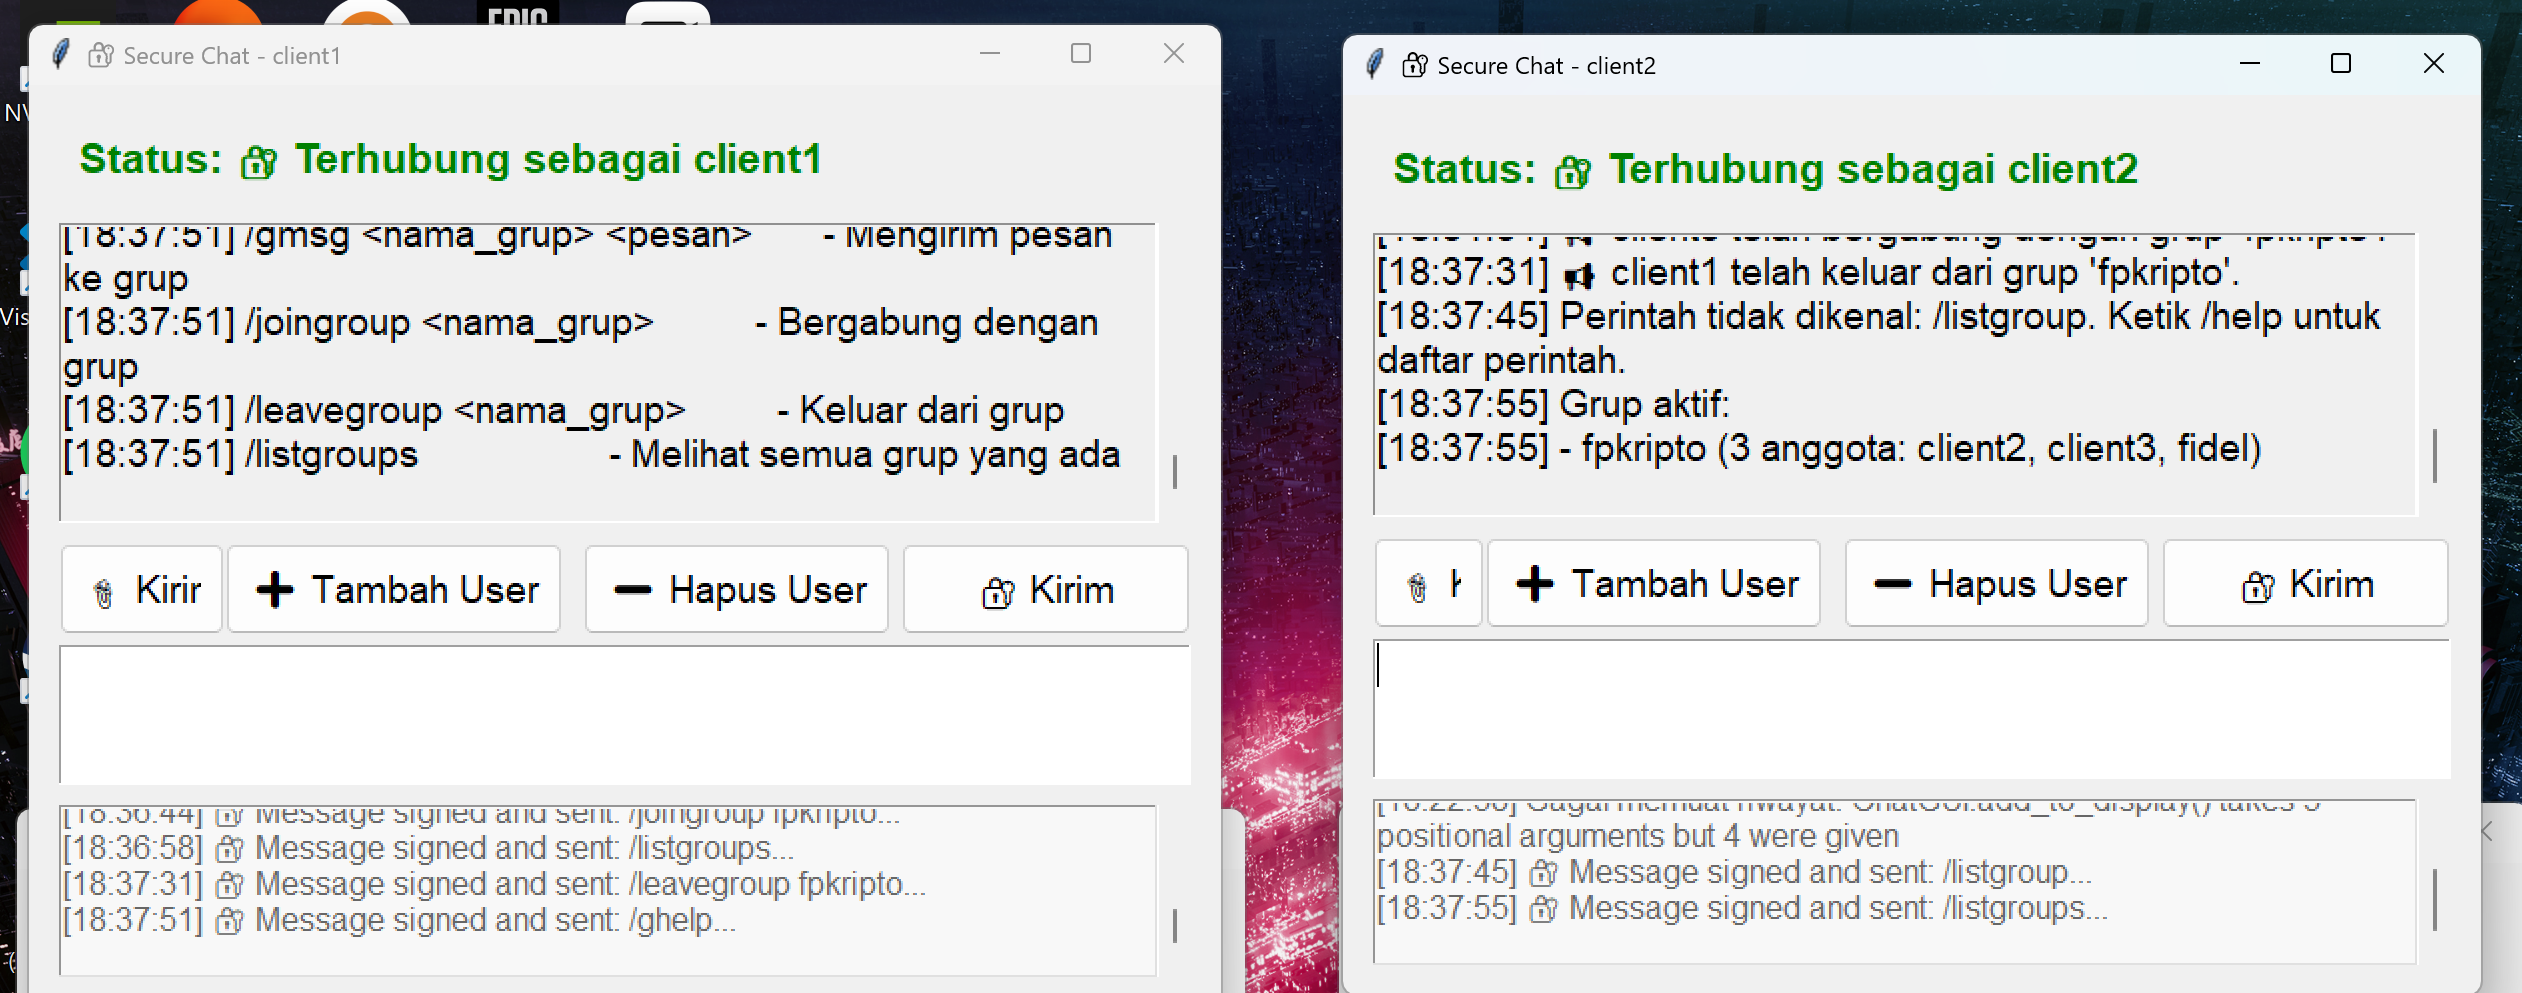 EPIC
NV
Vis
Secure Chat - client1
Status: 🔐 Terhubung sebagai client1
[18:37:51] /gmsg <nama_grup> <pesan> - Mengirim pesan
ke grup
[18:37:51] /joingroup <nama_grup> - Bergabung dengan
grup
[18:37:51] /leavegroup <nama_grup> - Keluar dari grup
[18:37:51] /listgroups - Melihat semua grup yang ada
Kirir
➕ Tambah User
➖ Hapus User
🔐 Kirim
[18:36:44] 🔐 Message signed and sent: /joingroup fpkripto...
[18:36:58] 🔐 Message signed and sent: /listgroups...
[18:37:31] 🔐 Message signed and sent: /leavegroup fpkripto...
[18:37:51] 🔐 Message signed and sent: /ghelp...
Secure Chat - client2
Status: 🔐 Terhubung sebagai client2
telah bergabung dengan grup 'fpkripto'.
[18:37:31] 📢 client1 telah keluar dari grup 'fpkripto'.
[18:37:45] Perintah tidak dikenal: /listgroup. Ketik /help untuk
daftar perintah.
[18:37:55] Grup aktif:
[18:37:55] - fpkripto (3 anggota: client2, client3, fidel)
➕ Tambah User
➖ Hapus User
🔐 Kirim
Gagal memuat riwayat: ChatGUI.add_to_display() takes 3
positional arguments but 4 were given
[18:37:45] 🔐 Message signed and sent: /listgroup...
[18:37:55] 🔐 Message signed and sent: /listgroups...